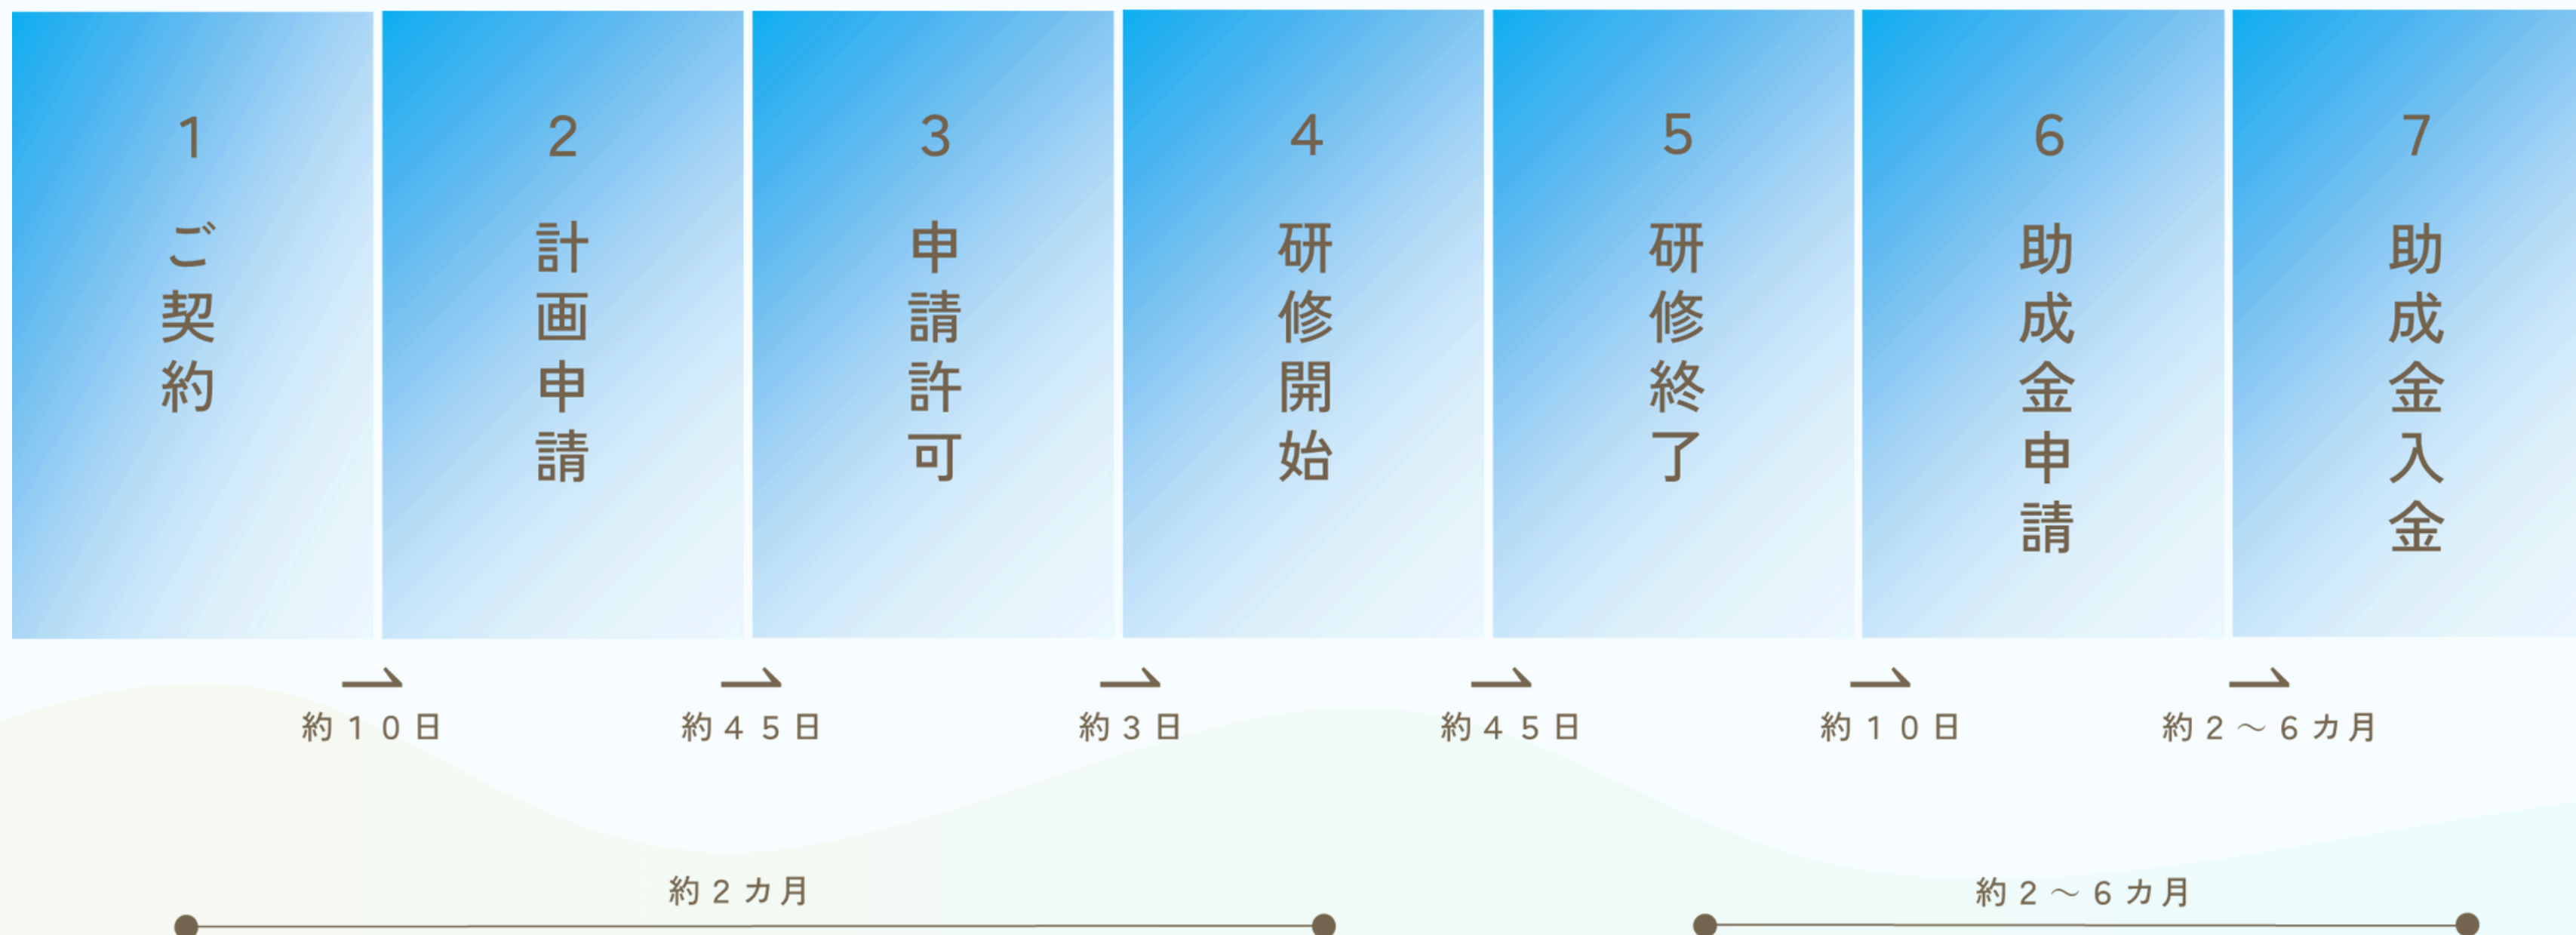 1 ご契約
2 計画申請
3 申請許可
4 研修開始
5 研修終了
6 助成金申請
7 助成金入金
約10日
約45日
約3日
約45日
約10日
約2〜6カ月
約2カ月
約2〜6カ月